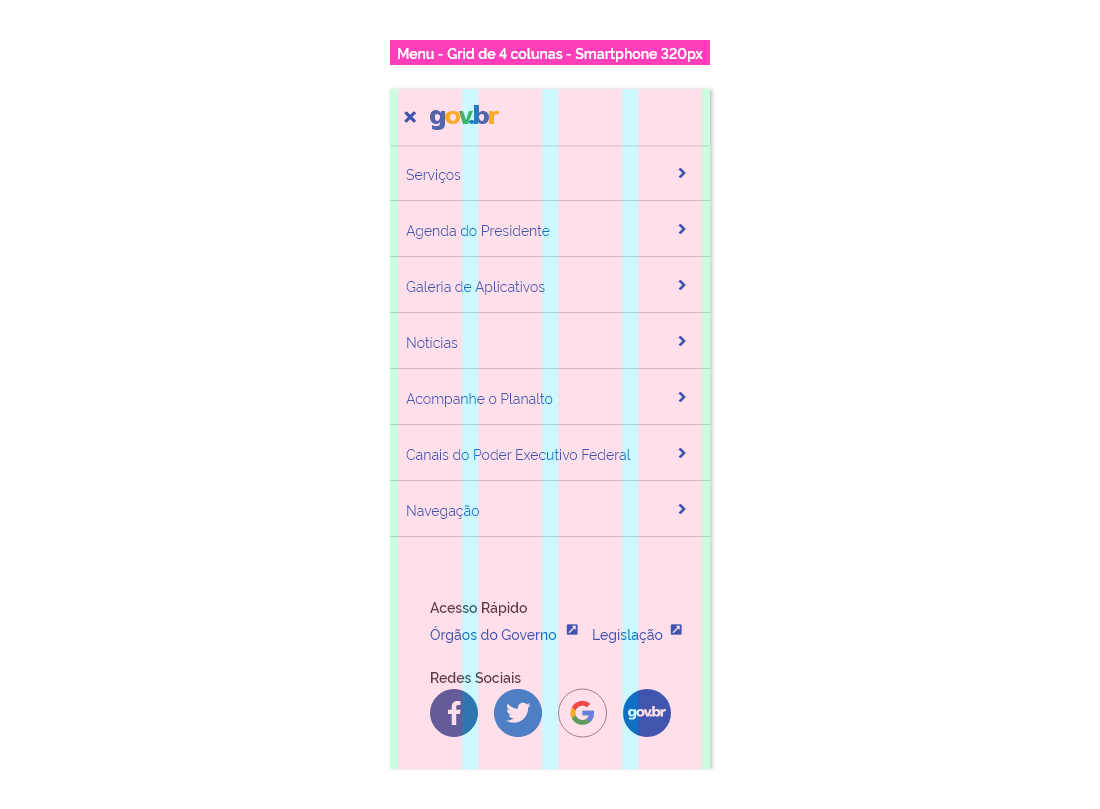 Menu - Grid de 4 colunas - Smartphone 320px
gov.br
Serviços
Agenda do Presidente
Galeria de Aplicativos
Notícias
Acompanhe o Planalto
Canais do Poder Executivo Federal
Navegação
Acesso Rápido
Órgãos do Governo Legislação
Redes Sociais
gov.br